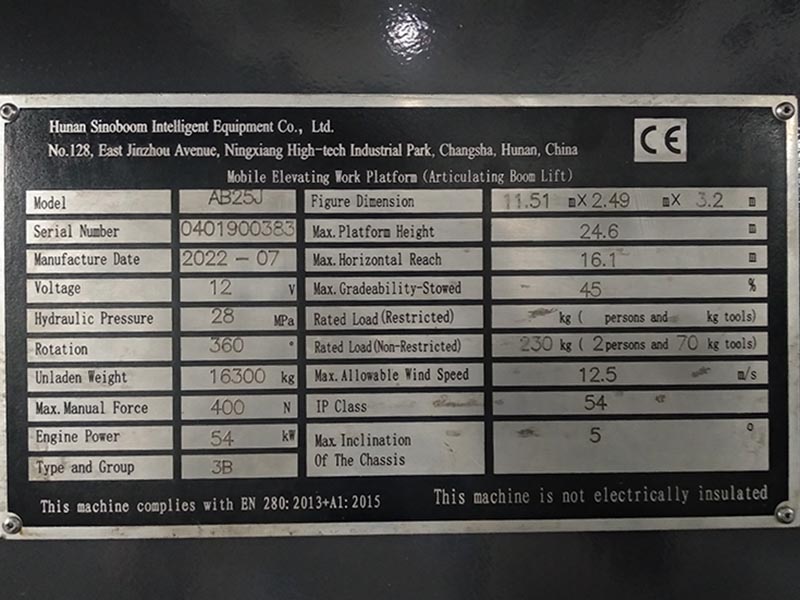 Hunan Sinoboom Intelligent Equipment Co., Ltd.
No.128, East Jinzhou Avenue, Ningxiang High-tech Industrial Park, Changsha, Hunan, China
CE
Mobile Elevating Work Platform (Articulating Boom Lift)
Model AB25J Figure Dimension 11.51 m X 2.49 m X 3.2 m
Serial Number 0401900383 Max. Platform Height 24.6 m
Manufacture Date 2022 - 07 Max. Horizontal Reach 16.1 m
Voltage 12 V Max. Gradeability-Stowed 45 %
Hydraulic Pressure 28 MPa Rated Load(Restricted) kg ( persons and kg tools)
Rotation 360 ° Rated Load(Non-Restricted) 230 kg ( 2 persons and 70 kg tools)
Unladen Weight 16300 kg Max. Allowable Wind Speed 12.5 m/s
Max. Manual Force 400 N IP Class 54
Engine Power 54 kW Max Inclination Of The Chassis 5 °
Type and Group 3B
This machine complies with EN 280:2013+A1:2015 This machine is not electrically insulated